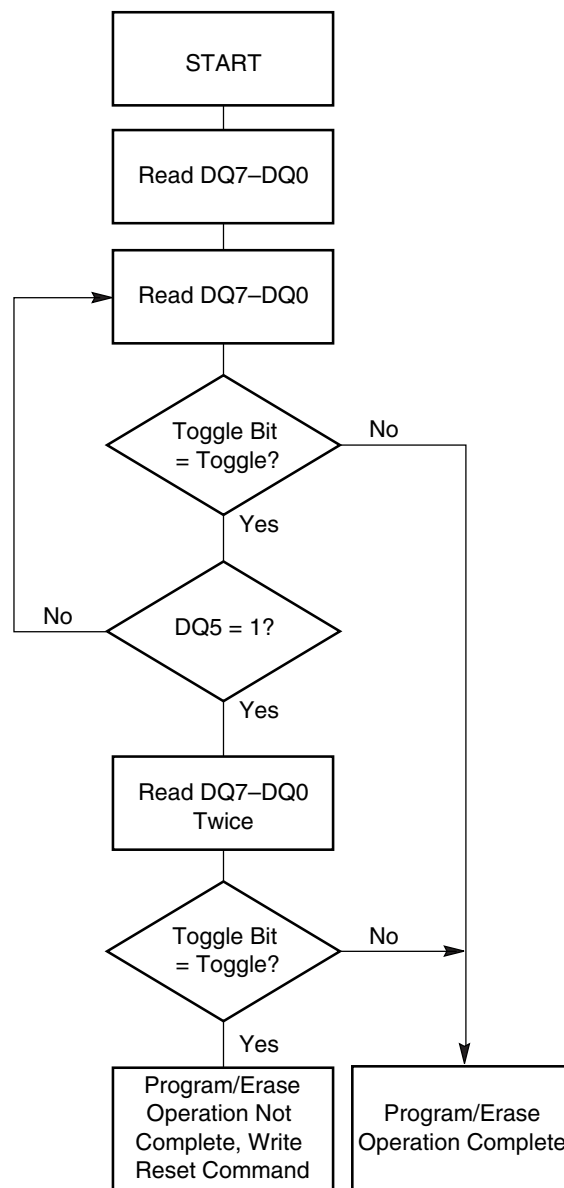 START
Read DQ7–DQ0
Read DQ7–DQ0
Toggle Bit
= Toggle?
No
Yes
No
DQ5 = 1?
Yes
Read DQ7–DQ0
Twice
Toggle Bit
= Toggle?
No
Yes
Program/Erase
Operation Not
Complete, Write
Reset Command
Program/Erase
Operation Complete